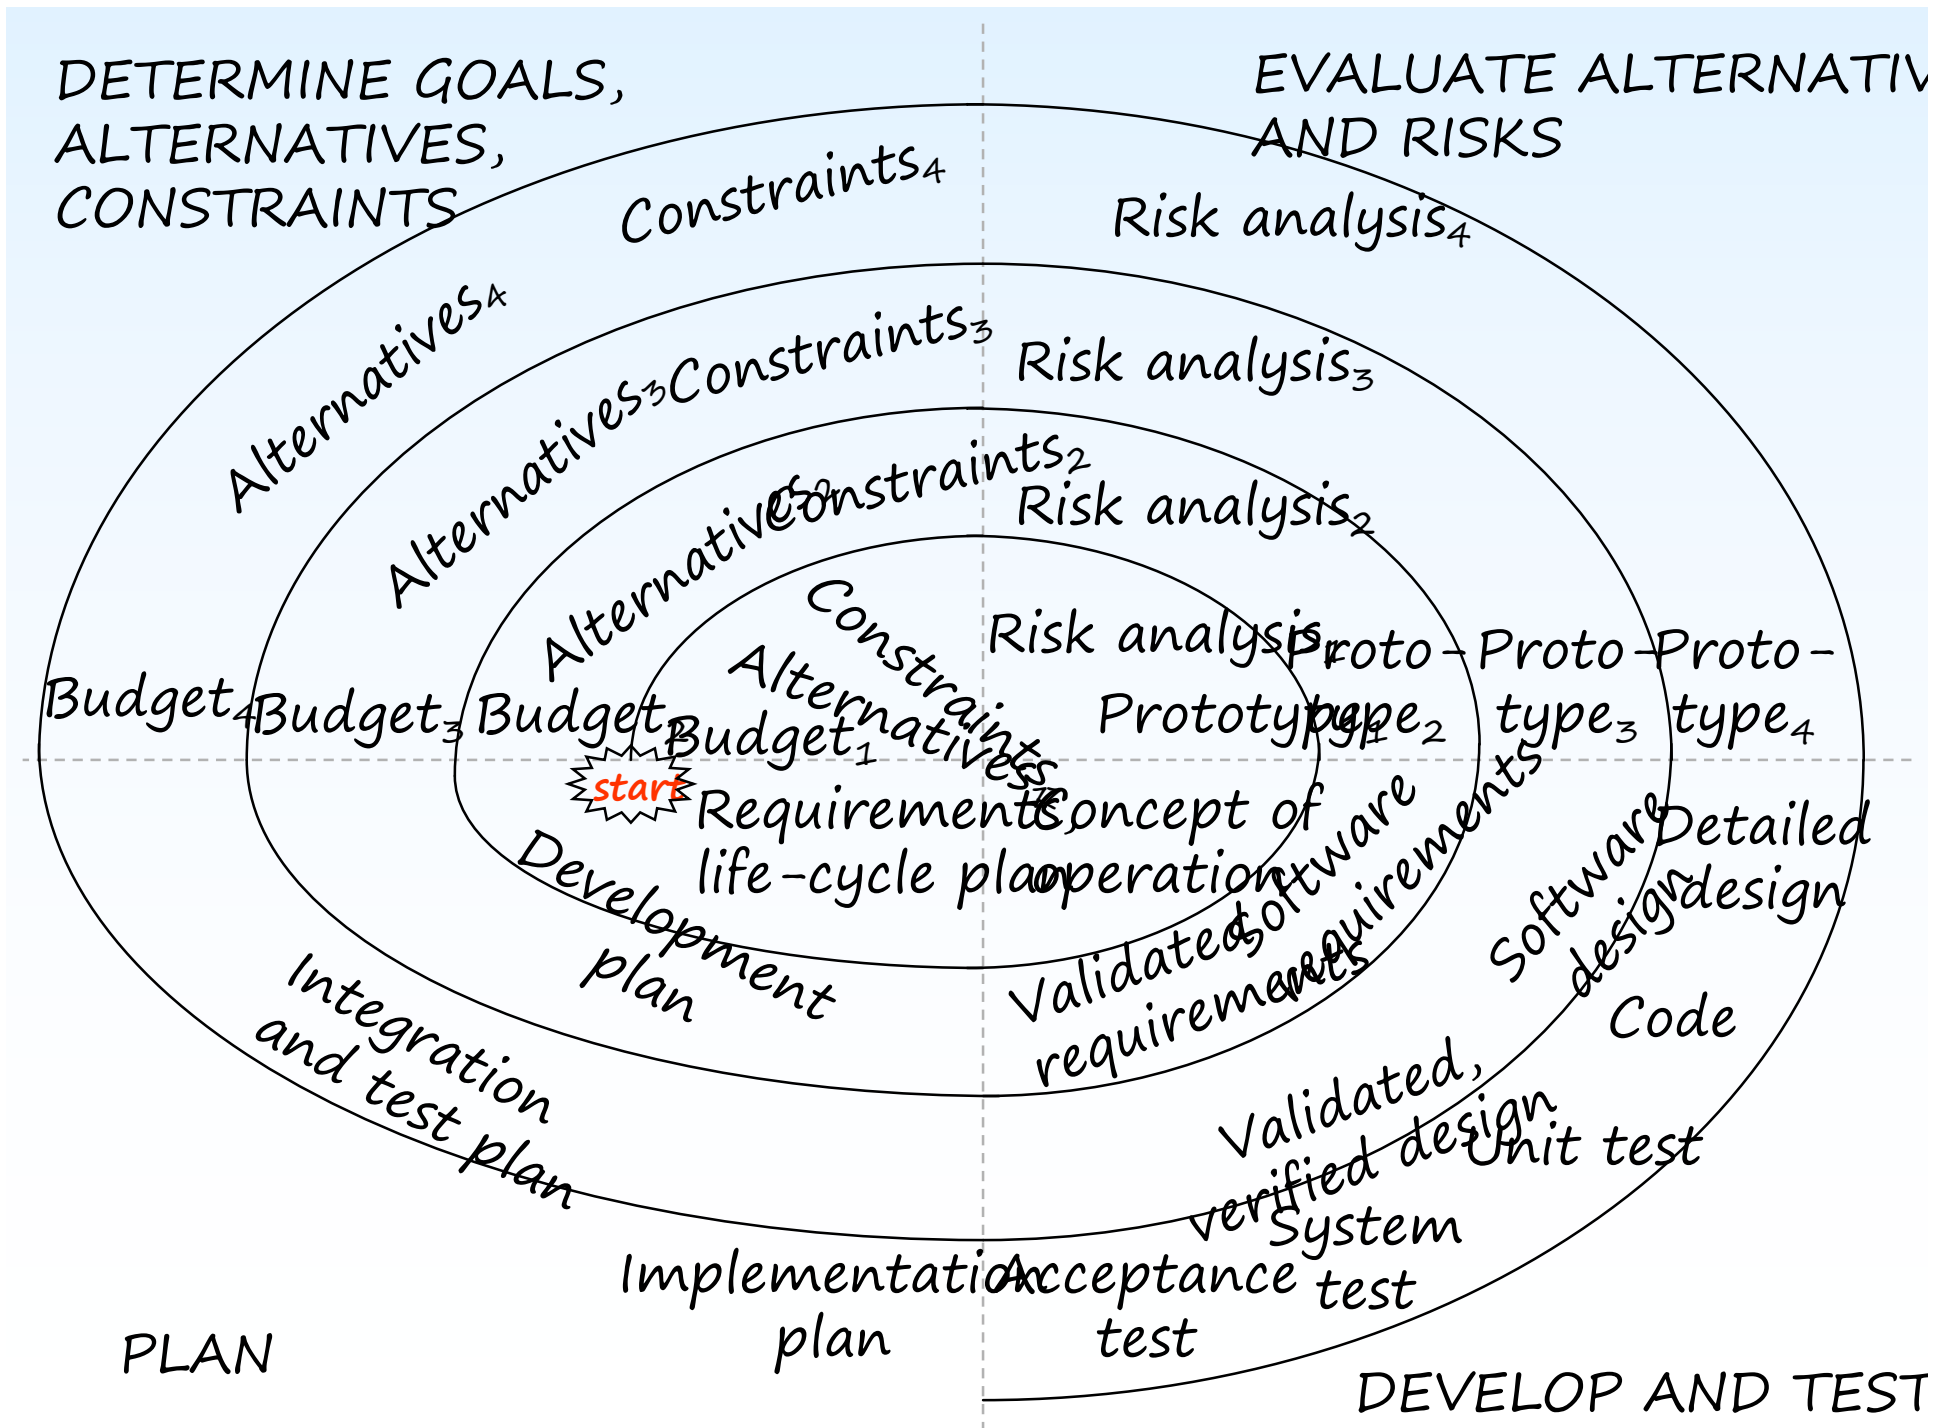 DETERMINE GOALS,
ALTERNATIVES,
CONSTRAINTS
EVALUATE ALTERNATIV
AND RISKS
Constraints4
Risk analysis4
Alternatives4
Constraints3
Risk analysis3
Alternatives3
Constraints2
Risk analysis2
Alternatives2
Constraints
Risk analysis1
Alternatives
Budget4
Budget3
Budget2
Budget1
Prototype1
Proto-
type2
Proto-
type3
Proto-
type4
start
Requirements,
life-cycle plan
Concept of
operation
Software
requirements
Software
design
Detailed
design
Development
plan
Validated
requirements
Code
Integration
and test plan
Validated,
verified design
Unit test
System
test
Implementation
plan
Acceptance
test
PLAN
DEVELOP AND TEST